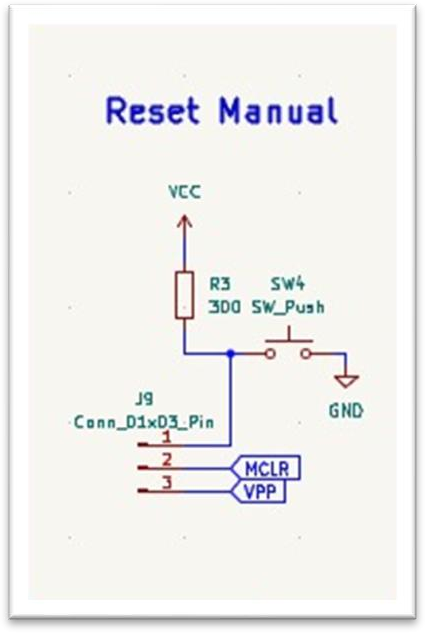 Reset Manual
VCC
R3 SW4
300 SW_Push
GND
J9
Conn_01x03_Pin
1
2 MCLR
3 VPP